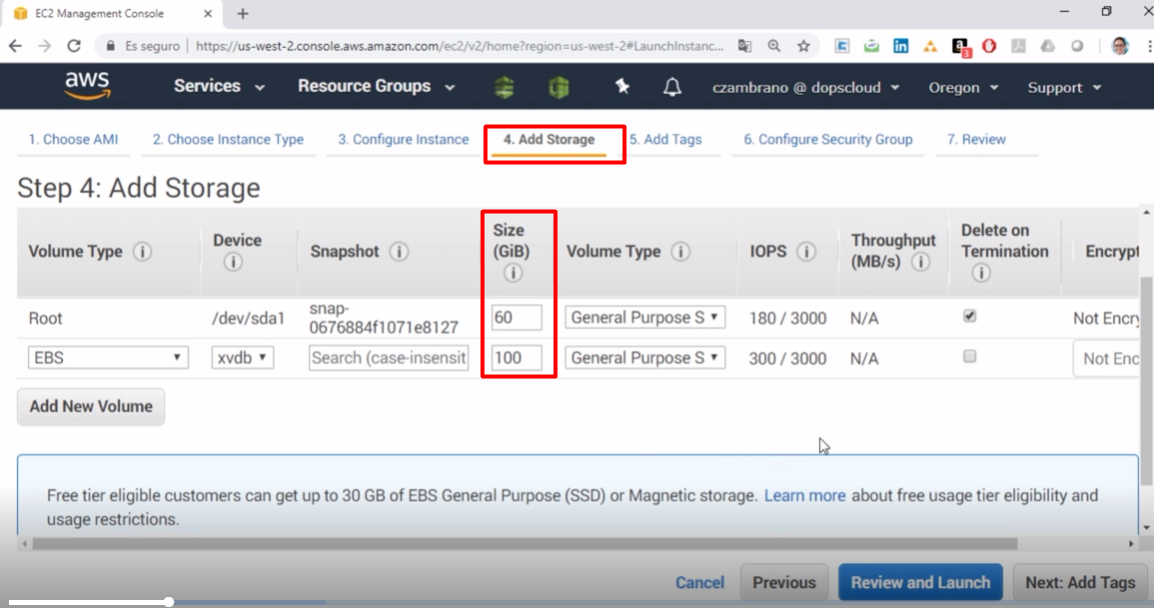 EC2 Management Console
Es seguro | https://us-west-2.console.aws.amazon.com/ec2/v2/home?region=us-west-2#LaunchInstanc...
aws Services Resource Groups czambrano @ dopscloud Oregon Support
1. Choose AMI 2. Choose Instance Type 3. Configure Instance 4. Add Storage 5. Add Tags 6. Configure Security Group 7. Review
Step 4: Add Storage
Volume Type Device Snapshot Size (GiB) Volume Type IOPS Throughput (MB/s) Delete on Termination Encrypt
Root /dev/sda1 snap-0676884f1071e8127 60 General Purpose S 180 / 3000 N/A Not Encry
EBS xvdb Search (case-insensit 100 General Purpose S 300 / 3000 N/A Not Enc
Add New Volume
Free tier eligible customers can get up to 30 GB of EBS General Purpose (SSD) or Magnetic storage. Learn more about free usage tier eligibility and
usage restrictions.
Cancel Previous Review and Launch Next: Add Tags